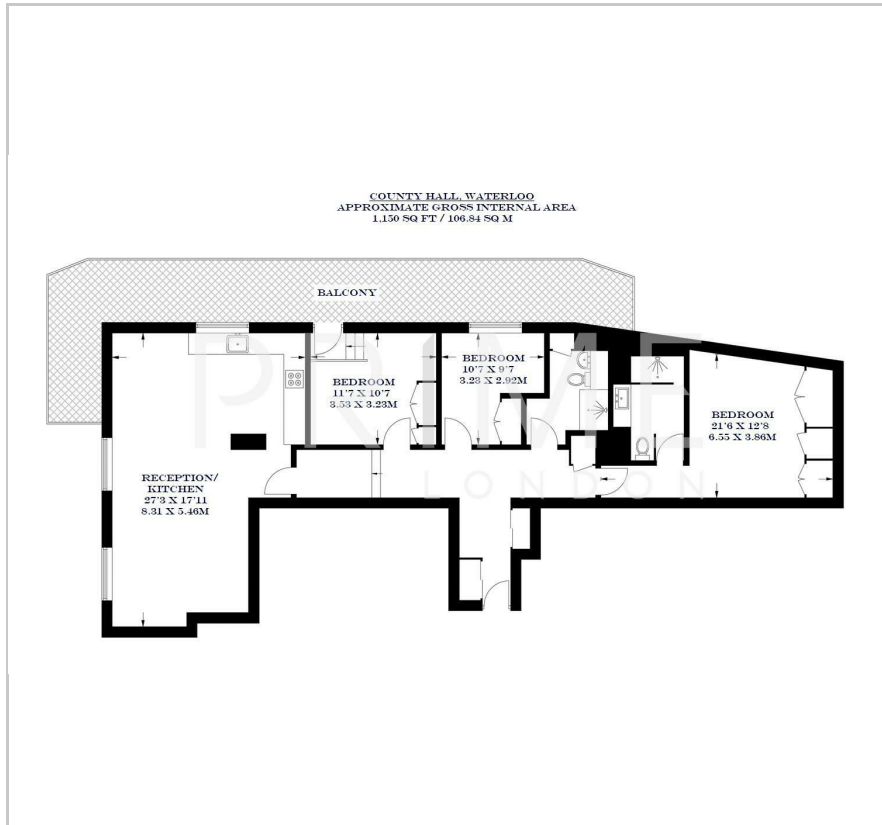 COUNTY HALL, WATERLOO
APPROXIMATE GROSS INTERNAL AREA
1,150 SQ FT / 106.84 SQ M
BALCONY
BEDROOM
11'7 X 10'7
3.53 X 3.23M
BEDROOM
10'7 X 9'7
3.23 X 2.92M
BEDROOM
21'6 X 12'8
6.55 X 3.86M
RECEPTION/
KITCHEN
27'3 X 17'11
8.31 X 5.46M
PRIME
LONDON